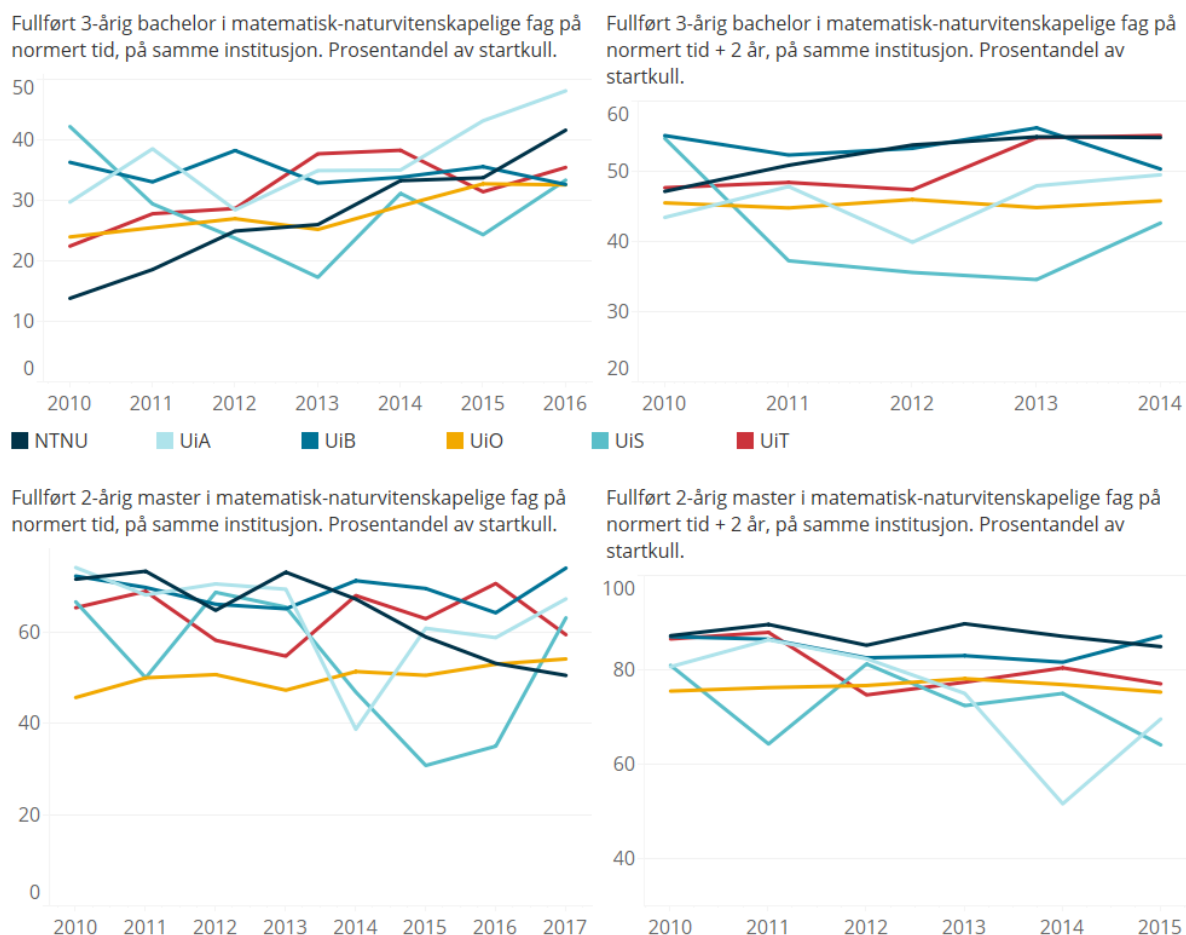 Fullført 3-årig bachelor i matematisk-naturvitenskapelige fag på
normert tid, på samme institusjon. Prosentandel av startkull.
50
40
30
20
10
0
2010 2011 2012 2013 2014 2015 2016
Fullført 3-årig bachelor i matematisk-naturvitenskapelige fag på
normert tid + 2 år, på samme institusjon. Prosentandel av
startkull.
60
50
40
30
20
2010 2011 2012 2013 2014
NTNU UiA UiB UiO UiS UiT
Fullført 2-årig master i matematisk-naturvitenskapelige fag på
normert tid, på samme institusjon. Prosentandel av startkull.
60
40
20
0
2010 2011 2012 2013 2014 2015 2016 2017
Fullført 2-årig master i matematisk-naturvitenskapelige fag på
normert tid + 2 år, på samme institusjon. Prosentandel av
startkull.
100
80
60
40
2010 2011 2012 2013 2014 2015